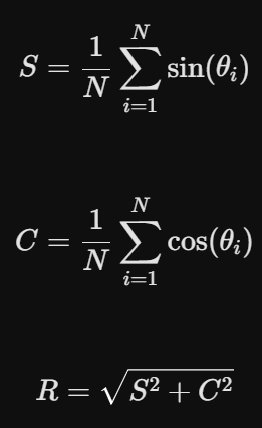 S = \frac{1}{N} \sum_{i=1}^{N} \sin(\theta_i)
C = \frac{1}{N} \sum_{i=1}^{N} \cos(\theta_i)
R = \sqrt{S^2 + C^2}